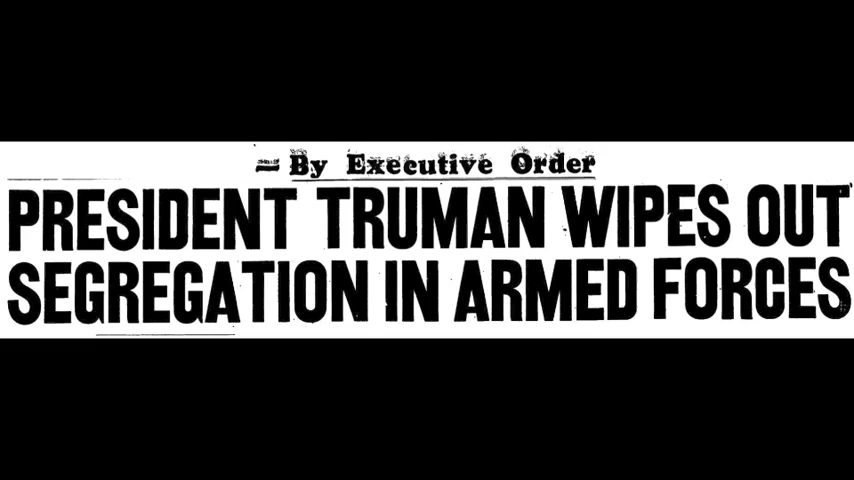 By Executive Order
PRESIDENT TRUMAN WIPES OUT
SEGREGATION IN ARMED FORCES